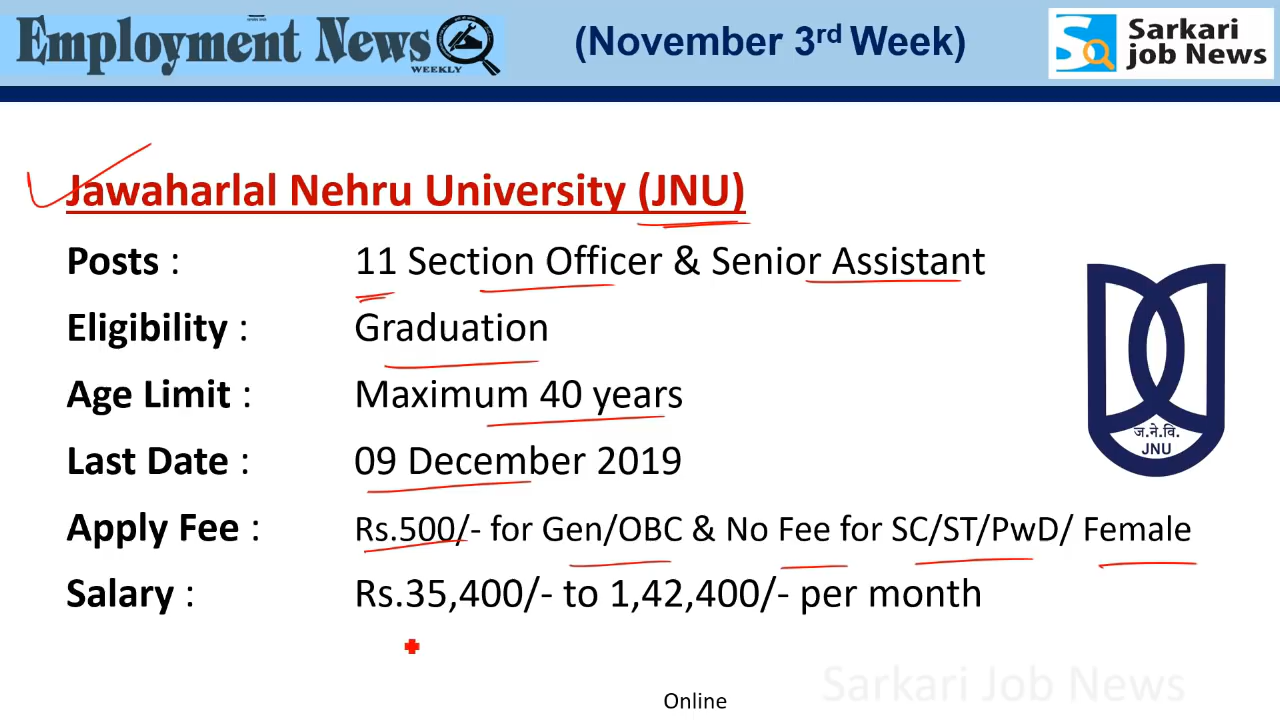 Employment News
WEEKLY
(November 3rd Week)
Sarkari
job News
Jawaharlal Nehru University (JNU)
Posts : 11 Section Officer & Senior Assistant
Eligibility : Graduation
Age Limit : Maximum 40 years
Last Date : 09 December 2019
Apply Fee : Rs.500/- for Gen/OBC & No Fee for SC/ST/PwD/ Female
Salary : Rs.35,400/- to 1,42,400/- per month
ज.ने.वि.
JNU
Sarkari Job News
Online